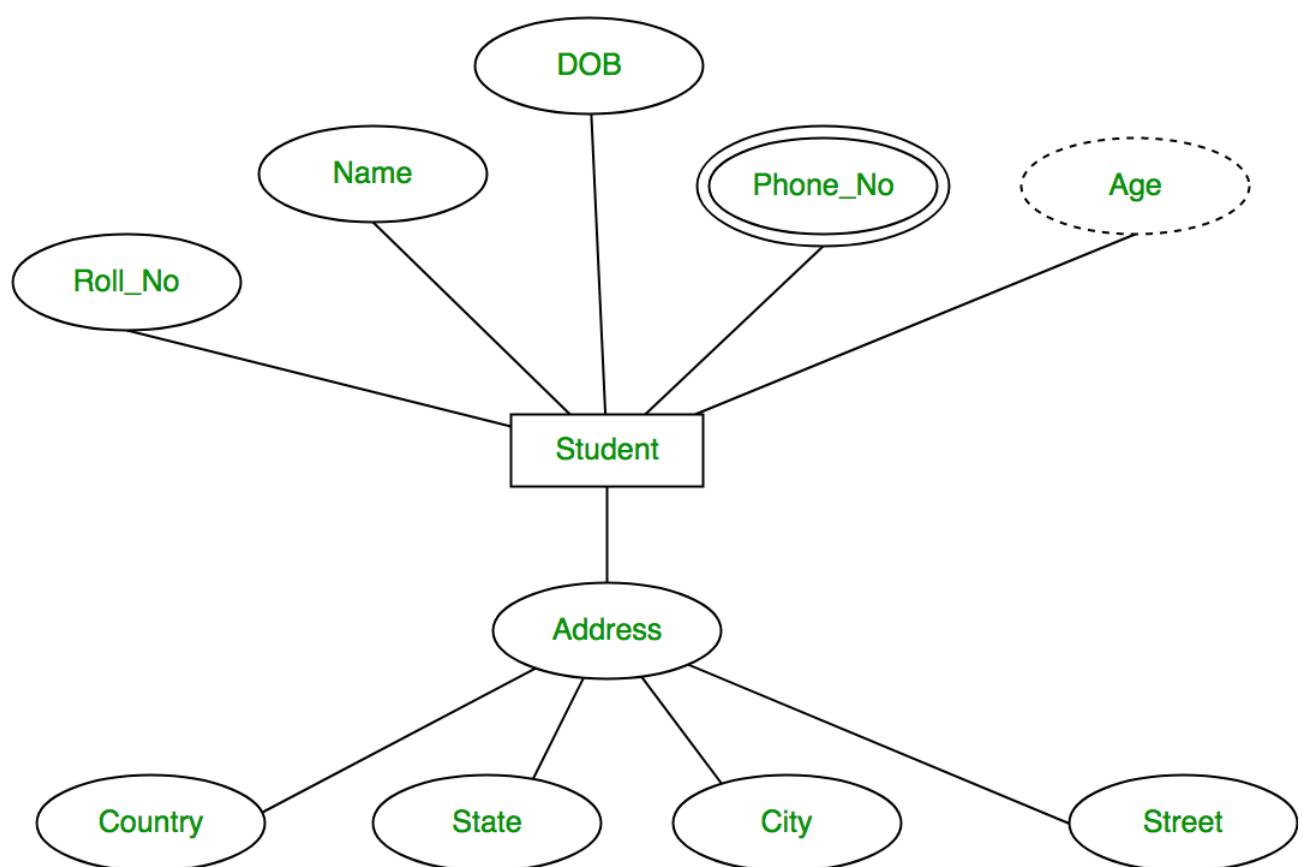 DOB
Name
Phone_No
Age
Roll_No
Student
Address
Country
State
City
Street